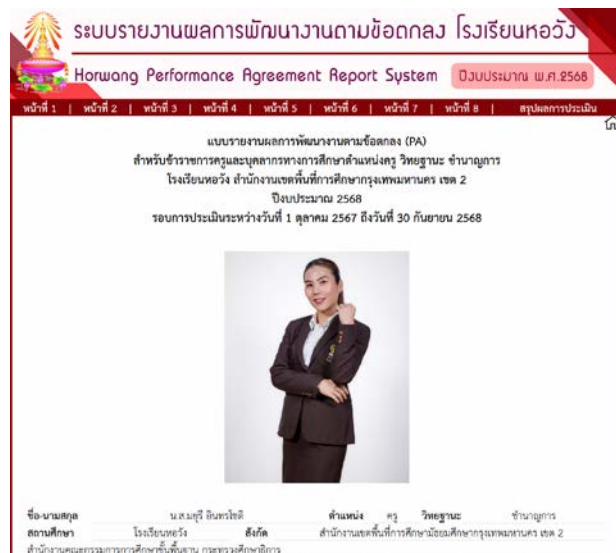 ระบบรายงานผลการพัฒนางานตามข้อตกลง โรงเรียนหอวัง
Horwang Performance Agreement Report System ปีงบประมาณ พ.ศ.2568
หน้าที่ 1 | หน้าที่ 2 | หน้าที่ 3 | หน้าที่ 4 | หน้าที่ 5 | หน้าที่ 6 | หน้าที่ 7 | หน้าที่ 8 | สรุปผลการประเมิน
แบบรายงานผลการพัฒนางานตามข้อตกลง (PA)
สำหรับข้าราชการครูและบุคลากรทางการศึกษาตำแหน่งครู วิทยฐานะ ชำนาญการ
โรงเรียนหอวัง สำนักงานเขตพื้นที่การศึกษากรุงเทพมหานคร เขต 2
ปีงบประมาณ 2568
รอบการประเมินระหว่างวันที่ 1 ตุลาคม 2567 ถึงวันที่ 30 กันยายน 2568
ชื่อ-นามสกุล น.ส.มยุรี อินทรโชติ ตำแหน่ง ครู วิทยฐานะ ชำนาญการ
สถานศึกษา โรงเรียนหอวัง สังกัด สำนักงานเขตพื้นที่การศึกษามัธยมศึกษากรุงเทพมหานคร เขต 2
สำนักงานคณะกรรมการการศึกษาขั้นพื้นฐาน กระทรวงศึกษาธิการ